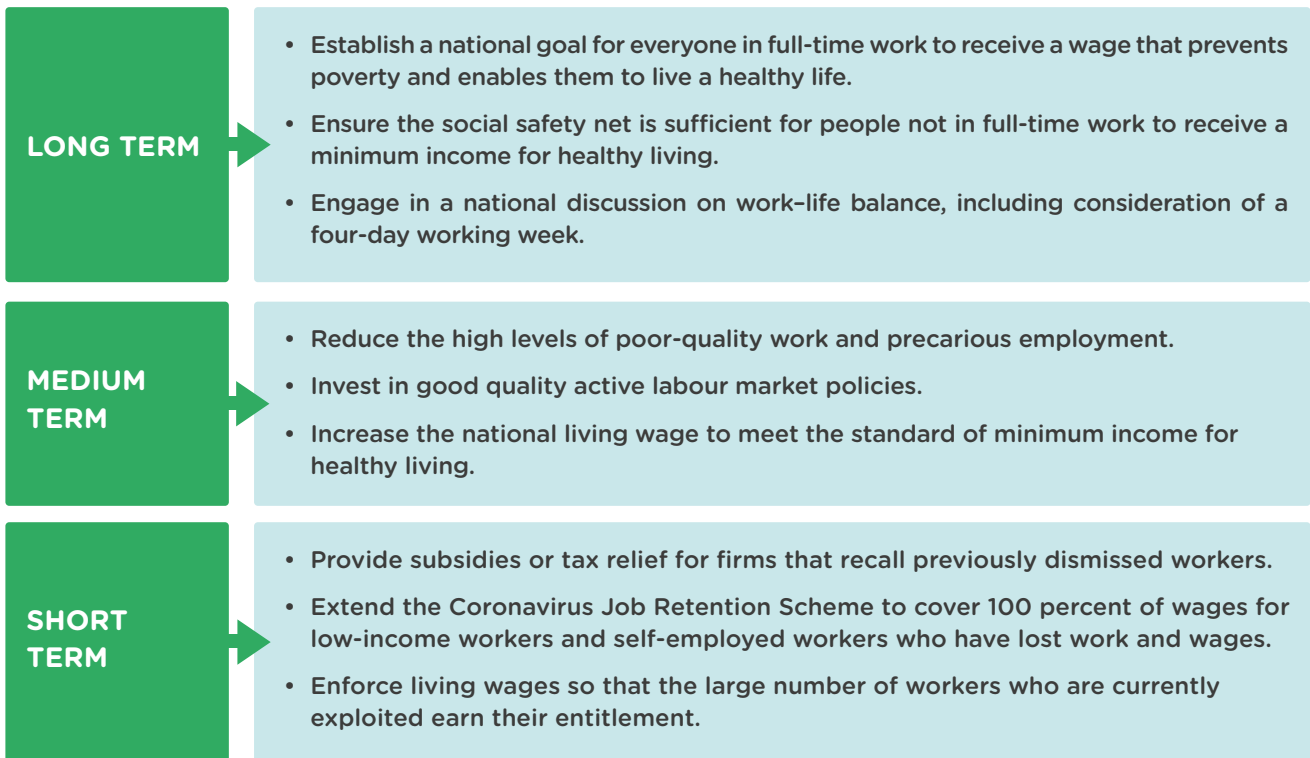 LONG TERM
• Establish a national goal for everyone in full-time work to receive a wage that prevents
poverty and enables them to live a healthy life.
• Ensure the social safety net is sufficient for people not in full-time work to receive a
minimum income for healthy living.
• Engage in a national discussion on work–life balance, including consideration of a
four-day working week.
MEDIUM
TERM
• Reduce the high levels of poor-quality work and precarious employment.
• Invest in good quality active labour market policies.
• Increase the national living wage to meet the standard of minimum income for
healthy living.
SHORT
TERM
• Provide subsidies or tax relief for firms that recall previously dismissed workers.
• Extend the Coronavirus Job Retention Scheme to cover 100 percent of wages for
low-income workers and self-employed workers who have lost work and wages.
• Enforce living wages so that the large number of workers who are currently
exploited earn their entitlement.